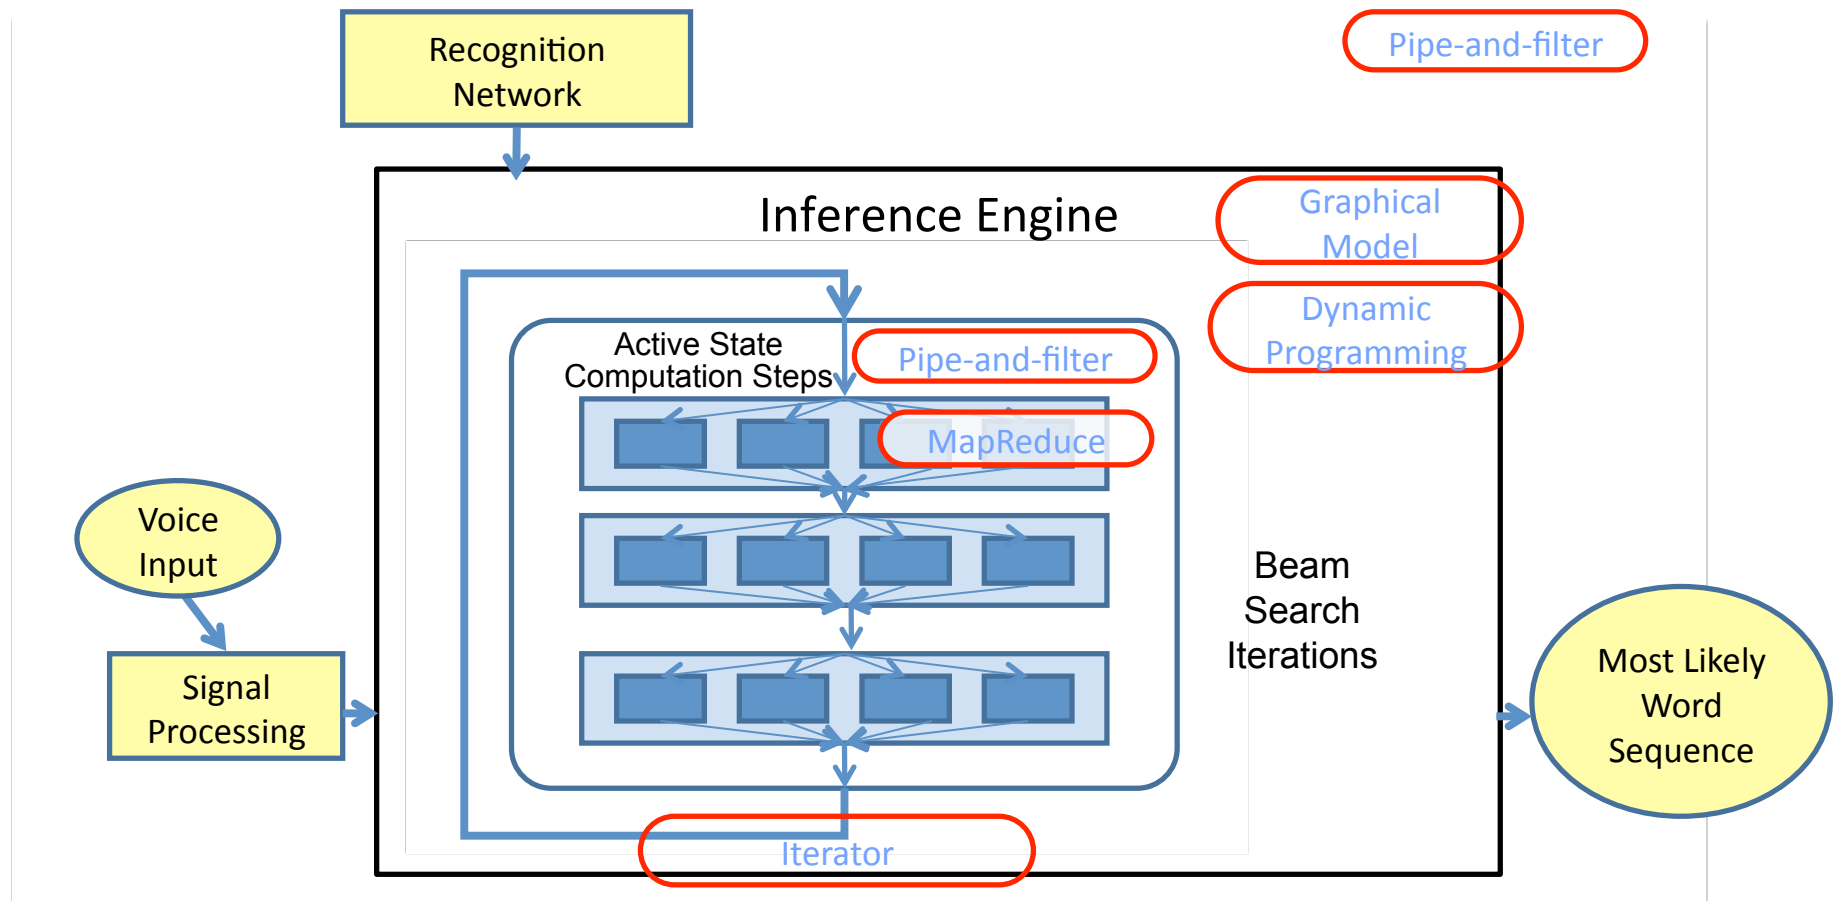 Recognition
Network
Pipe-and-filter
Inference Engine
Graphical
Model
Dynamic
Programming
Active State
Computation Steps
Pipe-and-filter
MapReduce
Voice
Input
Signal
Processing
Beam
Search
Iterations
Most Likely
Word
Sequence
Iterator